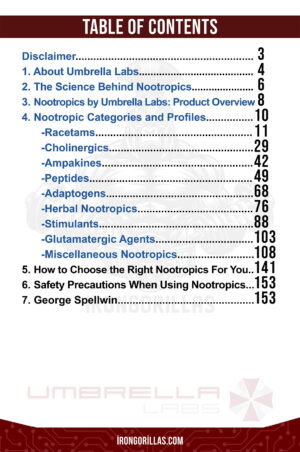 TABLE OF CONTENTS
Disclaimer.................................................... 3
1. About Umbrella Labs.................................. 4
2. The Science Behind Nootropics................... 6
3. Nootropics by Umbrella Labs: Product Overview 8
4. Nootropic Categories and Profiles............... 10
-Racetams............................................... 11
-Cholinergics............................................29
-Ampakines..............................................42
-Peptides.................................................49
-Adaptogens............................................68
-Herbal Nootropics...................................76
-Stimulants..............................................88
-Glutamatergic Agents.............................103
-Miscellaneous Nootropics.......................108
5. How to Choose the Right Nootropics For You..141
6. Safety Precautions When Using Nootropics...153
7. George Spellwin.........................................153
IRONGORILLAS
UMBRELLA
LABS
IRONGORILLAS.COM